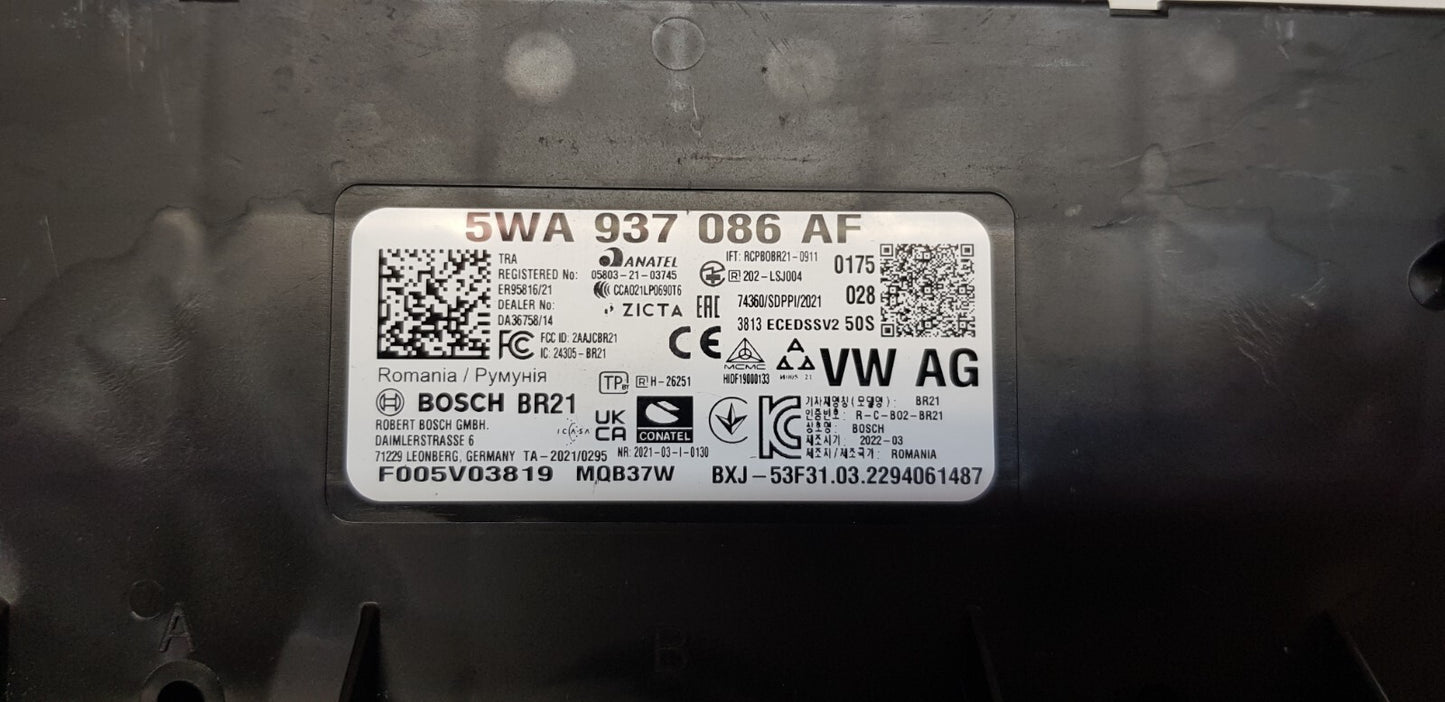 5WA 937 086 AF
TRA
REGISTERED No:
ER95816/21
DEALER No:
DA36758/14
ANATEL
05803-21-03745
CCAO21LP0690T6
ZICTA
IFT: RCPBOBR21-0911
R 202-LSJ004
EAC
74360/SDPPI/2021
3813 ECEDSSV2
0175
028
50S
FC
FCC ID: 2AAJCBR21
IC: 24305-BR21
CE
MCMC
HIDF19000133
VW AG
Romania / Румунія
TP
R H-26251
BOSCH BR21
ROBERT BOSCH GMBH.
DAIMLERSTRASSE 6
71229 LEONBERG, GERMANY TA-2021/0295
ICASA
UK
CA
CONATEL
NR: 2021-03-I-0130
KC
기자재명칭(모델명): BR21
인증번호: R-C-B02-BR21
상호명: BOSCH
제조시기: 2022-03
제조자/제조국가: ROMANIA
F005V03819 MQB37W BXJ-53F31.03.2294061487
A
B